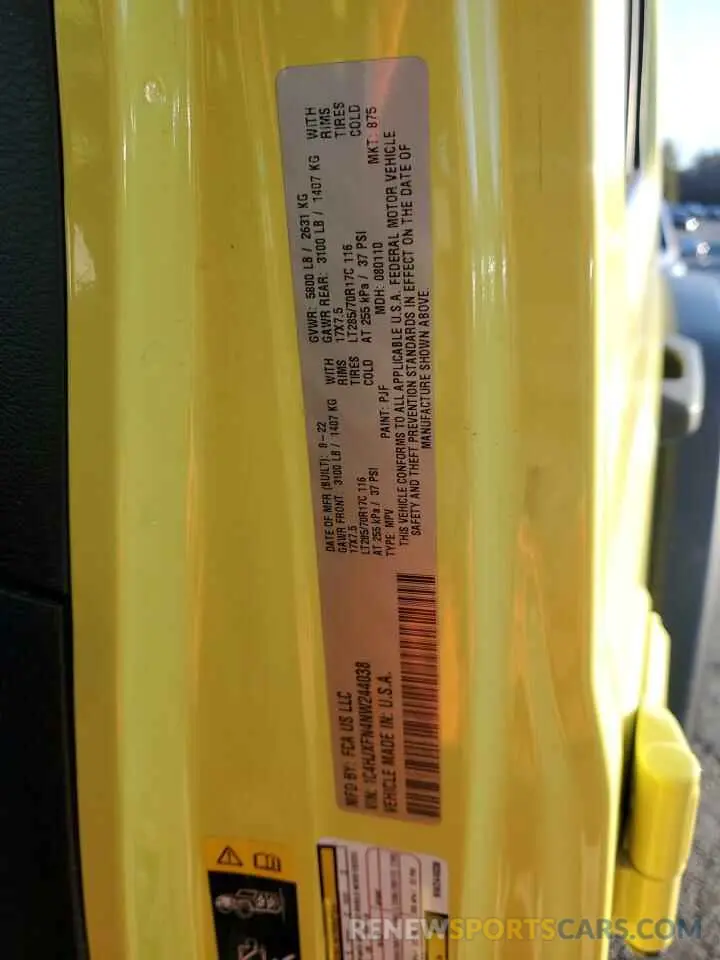 MFD BY: FCA US LLC
DATE OF MFR (BUILT): 9-22
GVWR: 5800 LB / 2631 KG
GAWR FRONT: 3100 LB / 1407 KG WITH
GAWR REAR: 3100 LB / 1407 KG WITH
17X7.5 RIMS
17X7.5 RIMS
LT285/70R17C 116 TIRES
LT285/70R17C 116 TIRES
AT 255 kPa / 37 PSI COLD
AT 255 kPa / 37 PSI COLD
VIN: 1C4HJXFN4NW244038
TYPE: MPV
PAINT: PJF
MDH: 080110
MKT: 875
VEHICLE MADE IN: U.S.A.
THIS VEHICLE CONFORMS TO ALL APPLICABLE U.S.A. FEDERAL MOTOR VEHICLE
SAFETY AND THEFT PREVENTION STANDARDS IN EFFECT ON THE DATE OF
MANUFACTURE SHOWN ABOVE.
RENEWSPORTSCARS.COM